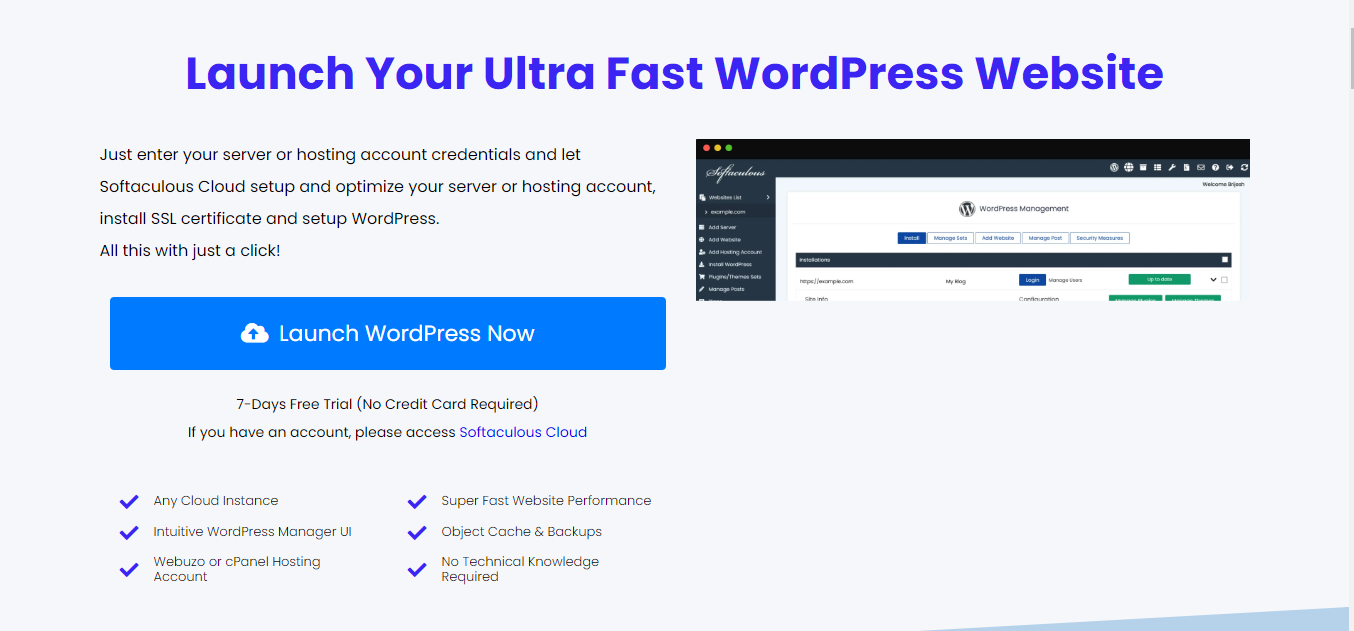 Launch Your Ultra Fast WordPress Website
Just enter your server or hosting account credentials and let
Softaculous Cloud setup and optimize your server or hosting account,
install SSL certificate and setup WordPress.
All this with just a click!
Launch WordPress Now
7-Days Free Trial (No Credit Card Required)
If you have an account, please access Softaculous Cloud
Any Cloud Instance
Intuitive WordPress Manager UI
Webuzo or cPanel Hosting
Account
Super Fast Website Performance
Object Cache & Backups
No Technical Knowledge
Required
Softaculous
Welcome Brijesh
Websites List
example.com
Add Server
Add Website
Add Hosting Account
Install WordPress
Plugins/Themes Sets
Manage Posts
WordPress Management
Install Manage Sets Add Website Manage Post Security Measures
Installations
https://example.com My Blog Login Manage Users Up to date
Site Info Configuration